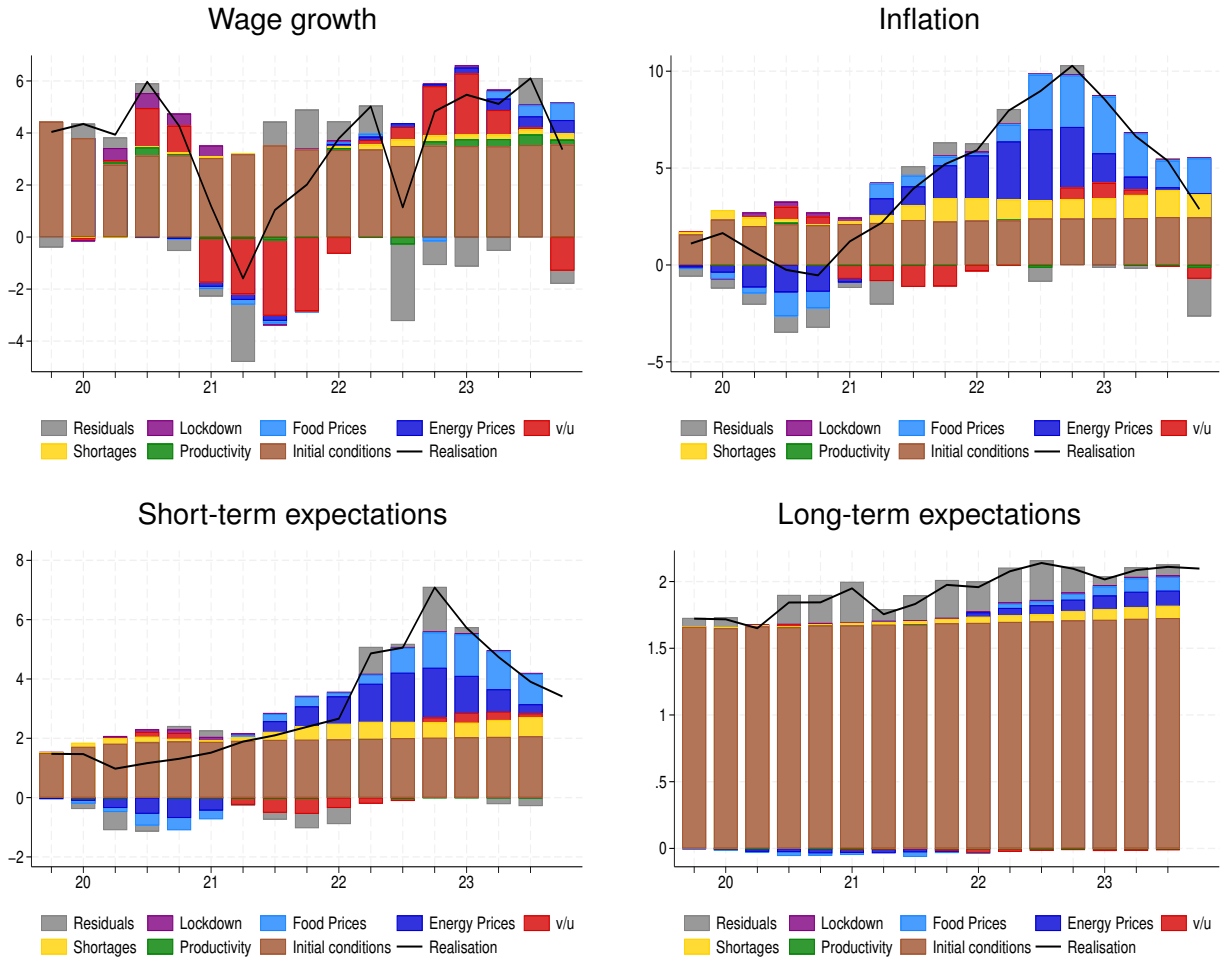 Wage growth
6
4
2
0
−2
−4
20 21 22 23
Residuals Lockdown Food Prices Energy Prices v/u
Shortages Productivity Initial conditions Realisation
Inflation
10
5
0
−5
20 21 22 23
Residuals Lockdown Food Prices Energy Prices v/u
Shortages Productivity Initial conditions Realisation
Short-term expectations
8
6
4
2
0
−2
20 21 22 23
Residuals Lockdown Food Prices Energy Prices v/u
Shortages Productivity Initial conditions Realisation
Long-term expectations
2
1.5
1
.5
0
20 21 22 23
Residuals Lockdown Food Prices Energy Prices v/u
Shortages Productivity Initial conditions Realisation